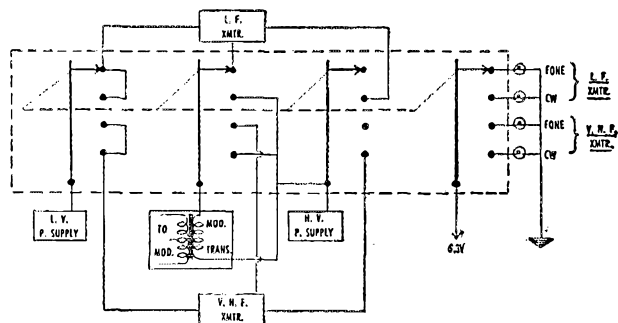 L. F.
XMTR.
FONE
CW
L. F.
XMTR.
FONE
CW
V. H. F.
XMTR.
L. V.
P. SUPPLY
TO
MOD.
MOD.
TRANS.
H. V.
P. SUPPLY
6.3V
V. H. F.
XMTR.